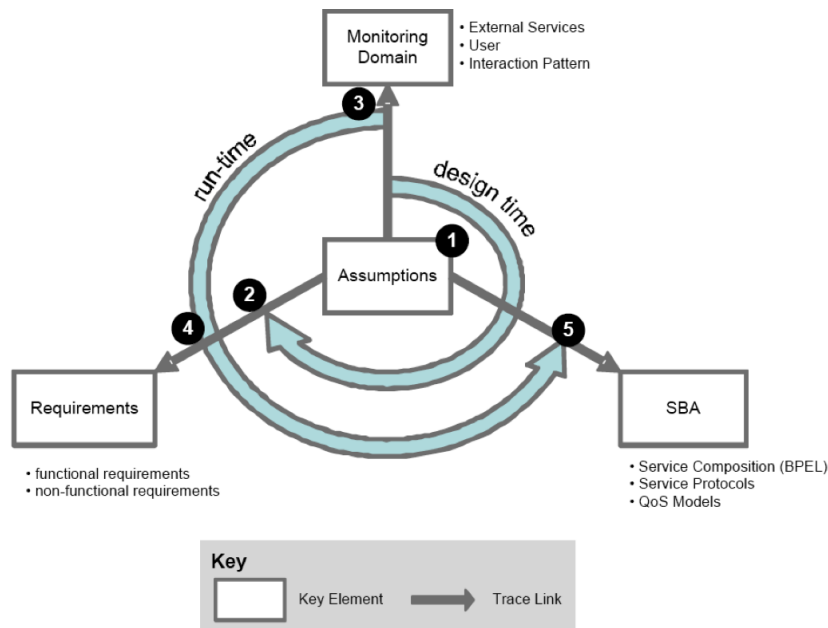 Monitoring
Domain
• External Services
• User
• Interaction Pattern
3
run-time
design time
1
Assumptions
2
4
5
Requirements
SBA
• functional requirements
• non-functional requirements
• Service Composition (BPEL)
• Service Protocols
• QoS Models
Key
Key Element
Trace Link